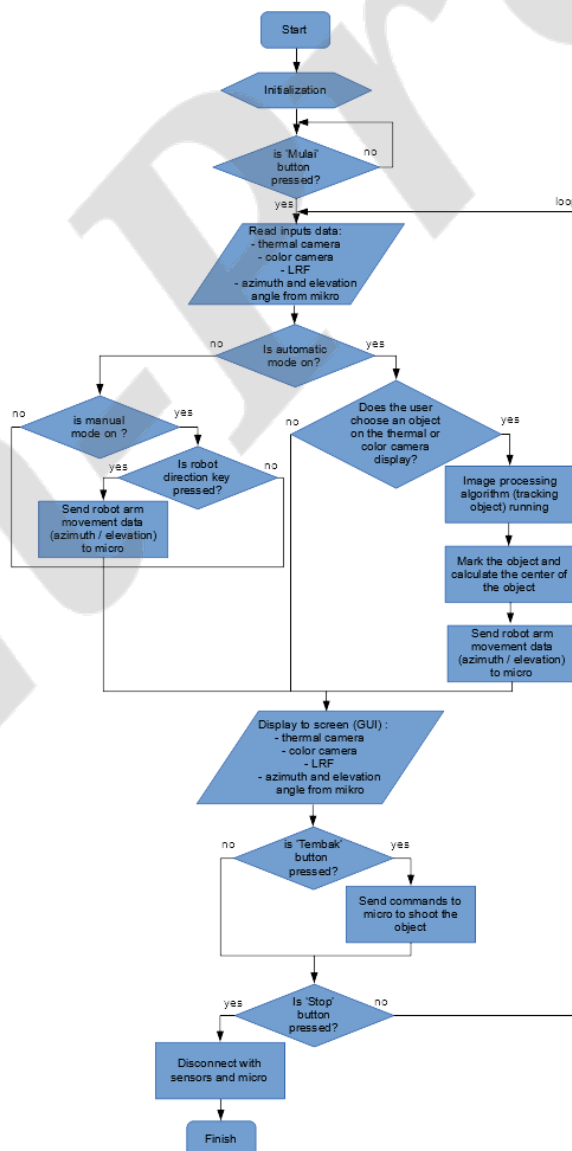 Start
Initialization
is 'Mulai'
button
pressed?
no
yes
loop
Read inputs data:
- thermal camera
- color camera
- LRF
- azimuth and elevation
angle from mikro
no
Is automatic
mode on?
yes
no
is manual
mode on ?
yes
yes
Is robot
direction key
pressed?
no
Send robot arm
movement data
(azimuth / elevation)
to micro
no
Does the user
choose an object
on the thermal or
color camera
display?
yes
Image processing
algorithm (tracking
object) running
Mark the object and
calculate the center of
the object
Send robot arm
movement data
(azimuth / elevation)
to micro
Display to screen (GUI) :
- thermal camera
- color camera
- LRF
- azimuth and elevation
angle from mikro
no
is 'Tembak'
button
pressed?
yes
Send commands to
micro to shoot the
object
yes
Is 'Stop'
button
pressed?
no
Disconnect with
sensors and micro
Finish